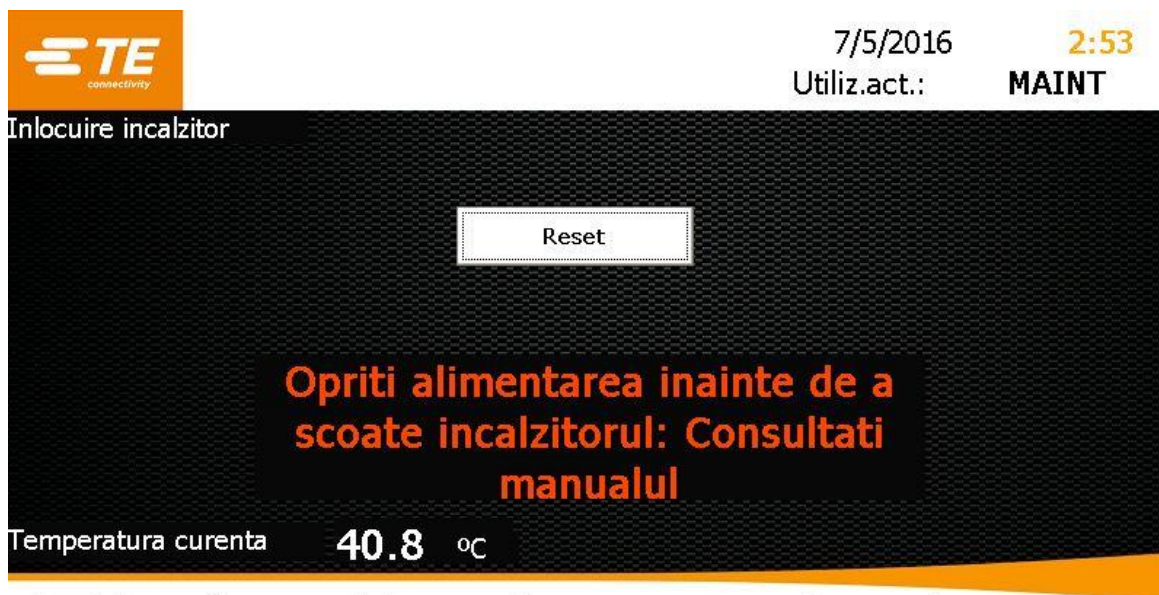 TE
connectivity
7/5/2016 2:53
Utiliz.act.: MAINT
Inlocuire incalzitor
Reset
Opriti alimentarea inainte de a
scoate incalzitorul: Consultati
manualul
Temperatura curenta 40.8 ºC